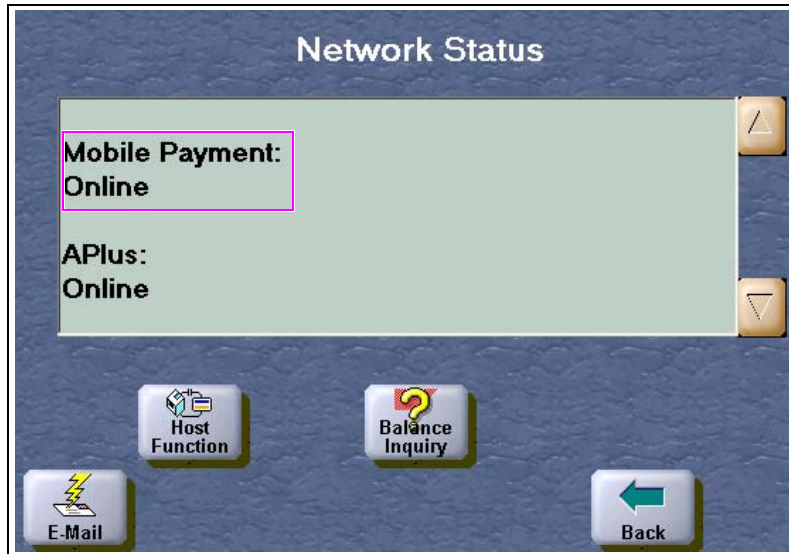 Network Status
Mobile Payment:
Online
APlus:
Online
Host
Function
Balance
Inquiry
E-Mail
Back